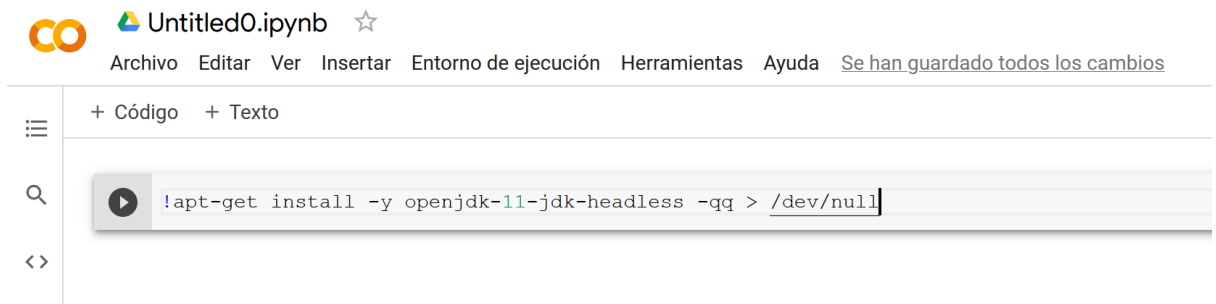 Untitled0.ipynb
Archivo Editar Ver Insertar Entorno de ejecución Herramientas Ayuda Se han guardado todos los cambios
+ Código + Texto
!apt-get install -y openjdk-11-jdk-headless -qq > /dev/null